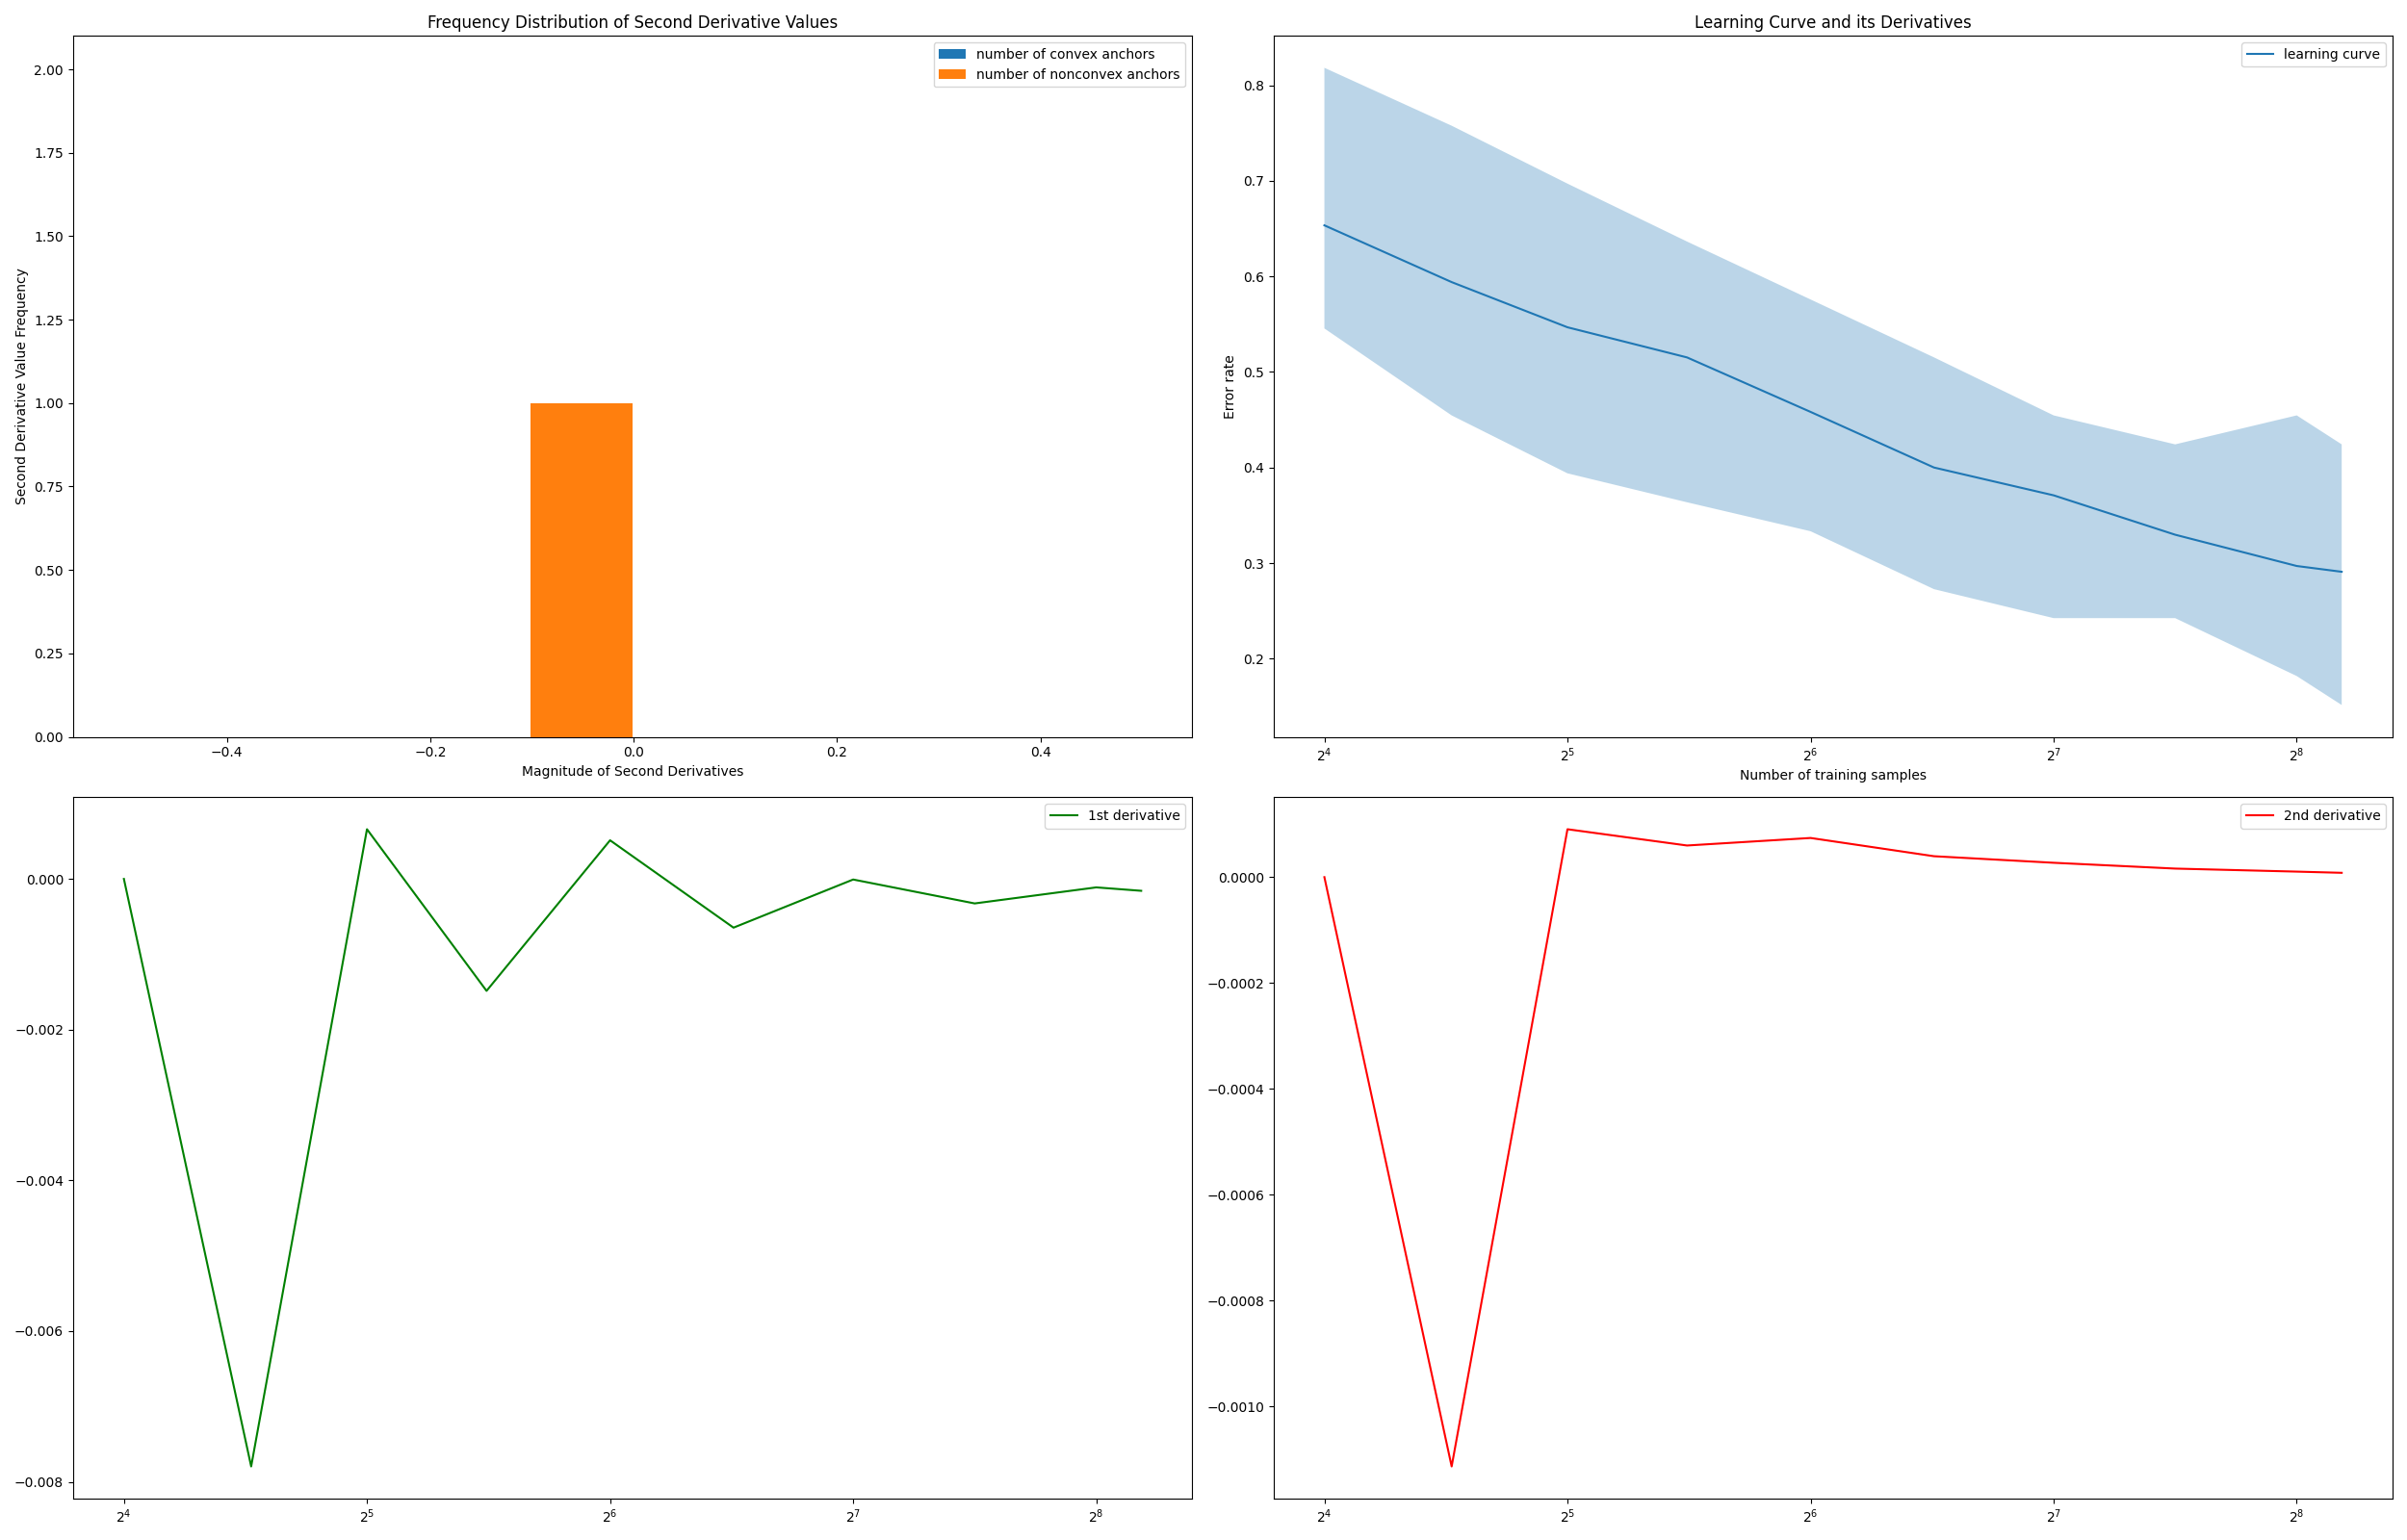 Frequency Distribution of Second Derivative Values
number of convex anchors
number of nonconvex anchors
2.00
1.75
1.50
1.25
1.00
0.75
0.50
0.25
0.00
Second Derivative Value Frequency
−0.4 −0.2 0.0 0.2 0.4
Magnitude of Second Derivatives
Learning Curve and its Derivatives
learning curve
0.8
0.7
0.6
0.5
0.4
0.3
0.2
Error rate
2⁴ 2⁵ 2⁶ 2⁷ 2⁸
Number of training samples
1st derivative
0.000
−0.002
−0.004
−0.006
−0.008
2⁴ 2⁵ 2⁶ 2⁷ 2⁸
2nd derivative
0.0000
−0.0002
−0.0004
−0.0006
−0.0008
−0.0010
2⁴ 2⁵ 2⁶ 2⁷ 2⁸